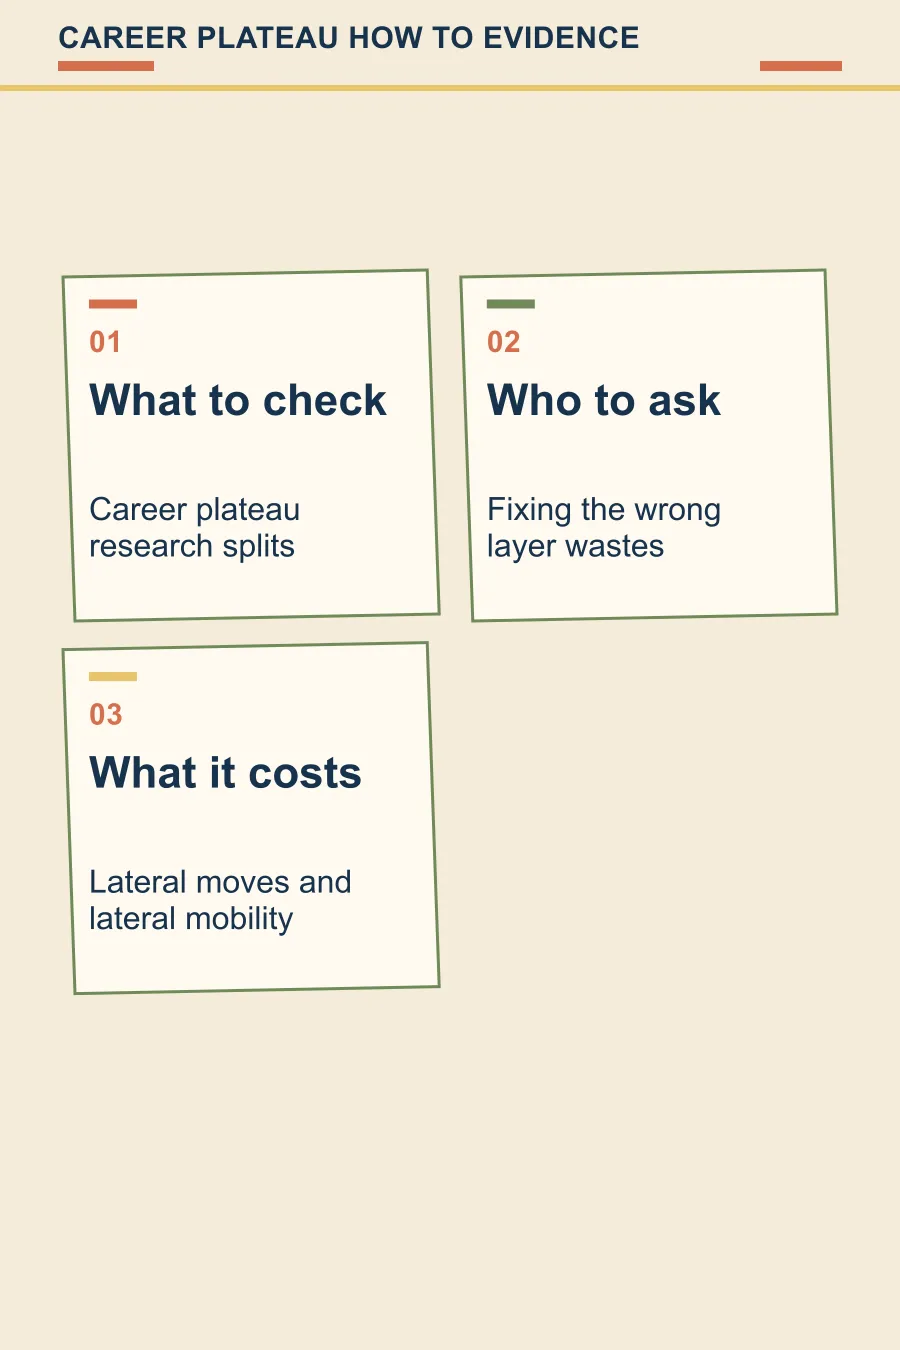 CAREER PLATEAU HOW TO EVIDENCE
01
What to check
Career plateau
research splits
02
Who to ask
Fixing the wrong
layer wastes
03
What it costs
Lateral moves and
lateral mobility